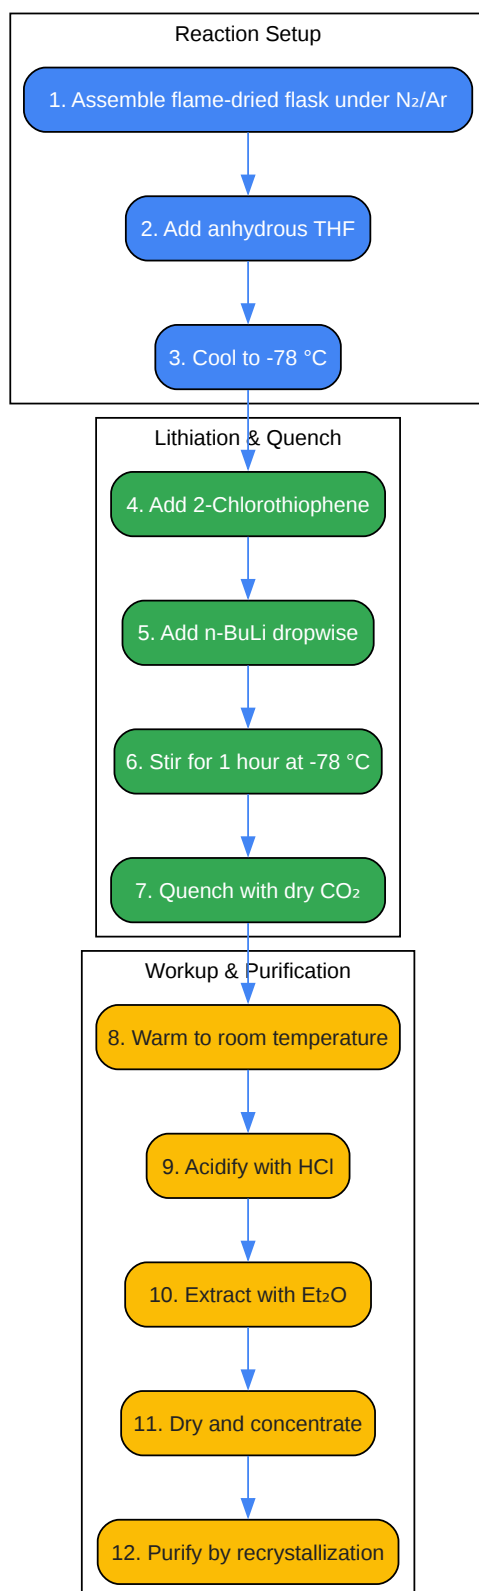 Reaction Setup
1. Assemble flame-dried flask under N₂/Ar
2. Add anhydrous THF
3. Cool to -78 °C
Lithiation & Quench
4. Add 2-Chlorothiophene
5. Add n-BuLi dropwise
6. Stir for 1 hour at -78 °C
7. Quench with dry CO₂
Workup & Purification
8. Warm to room temperature
9. Acidify with HCl
10. Extract with Et₂O
11. Dry and concentrate
12. Purify by recrystallization